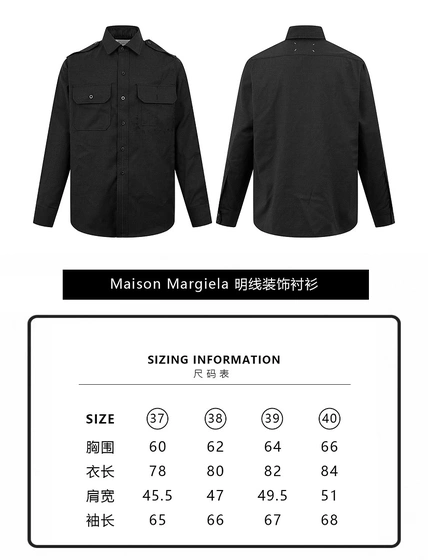 Maison Margiela 明线装饰衬衫
SIZING INFORMATION
尺码表
SIZE 37 38 39 40
胸围 60 62 64 66
衣长 78 80 82 84
肩宽 45.5 47 49.5 51
袖长 65 66 67 68